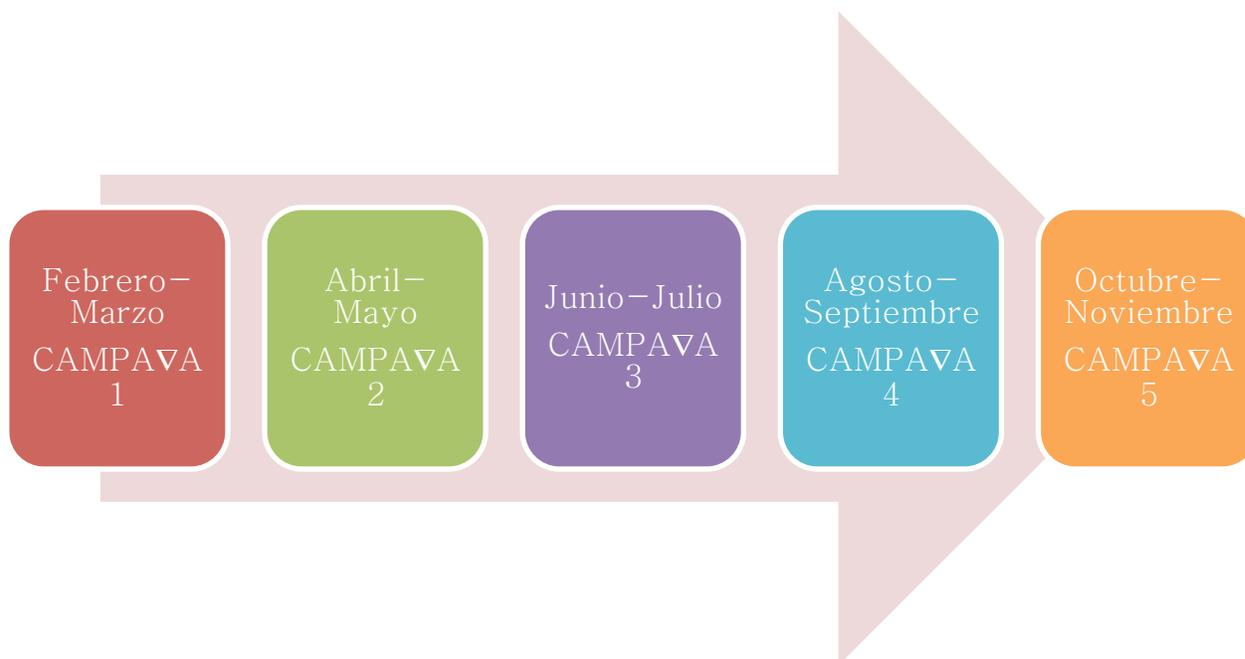 Febrero-
Marzo
CAMPA∇A
1
Abril-
Mayo
CAMPA∇A
2
Junio-Julio
CAMPA∇A
3
Agosto-
Septiembre
CAMPA∇A
4
Octubre-
Noviembre
CAMPA∇A
5